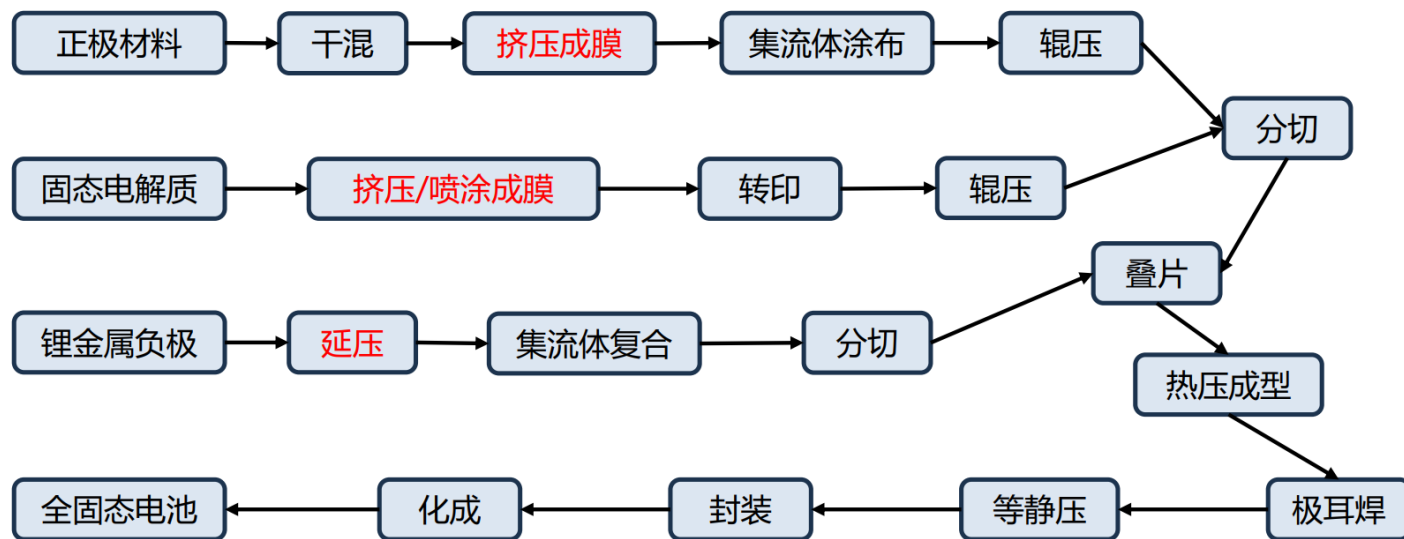 正极材料
干混
挤压成膜
集流体涂布
辊压
分切
固态电解质
挤压/喷涂成膜
转印
辊压
叠片
锂金属负极
延压
集流体复合
分切
热压成型
全固态电池
化成
封装
等静压
极耳焊